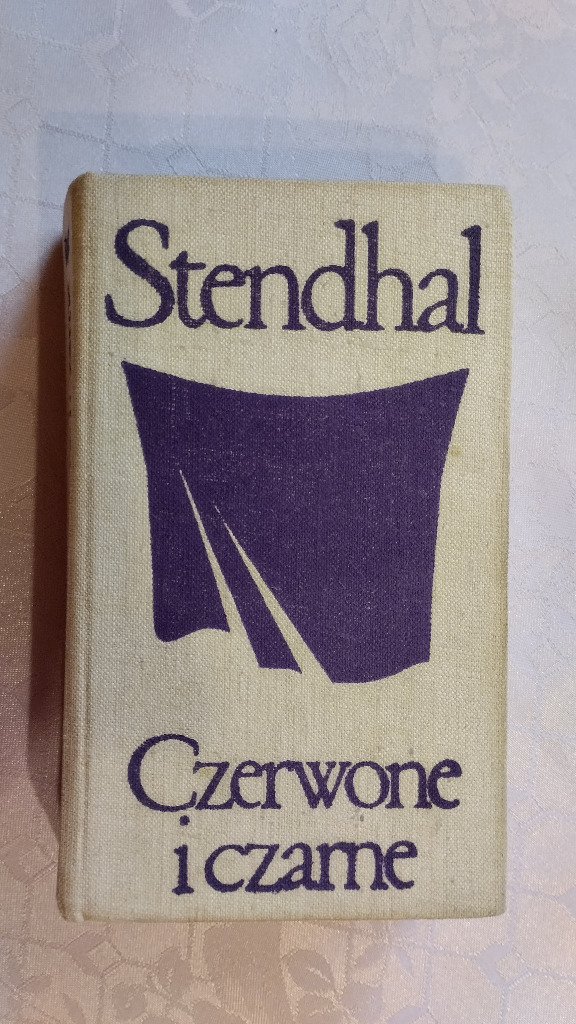 Stendhal
Czerwone
i czarne